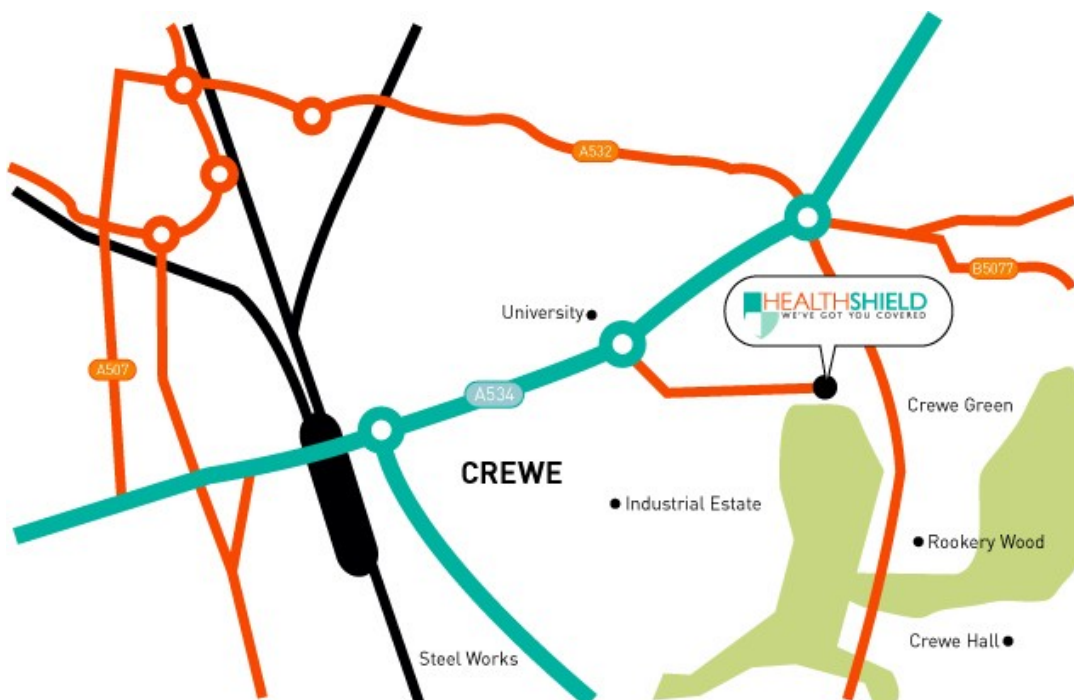 A532
B5077
University
HEALTHSHIELD
WE'VE GOT YOU COVERED
A507
A534
Crewe Green
CREWE
Industrial Estate
Rookery Wood
Crewe Hall
Steel Works